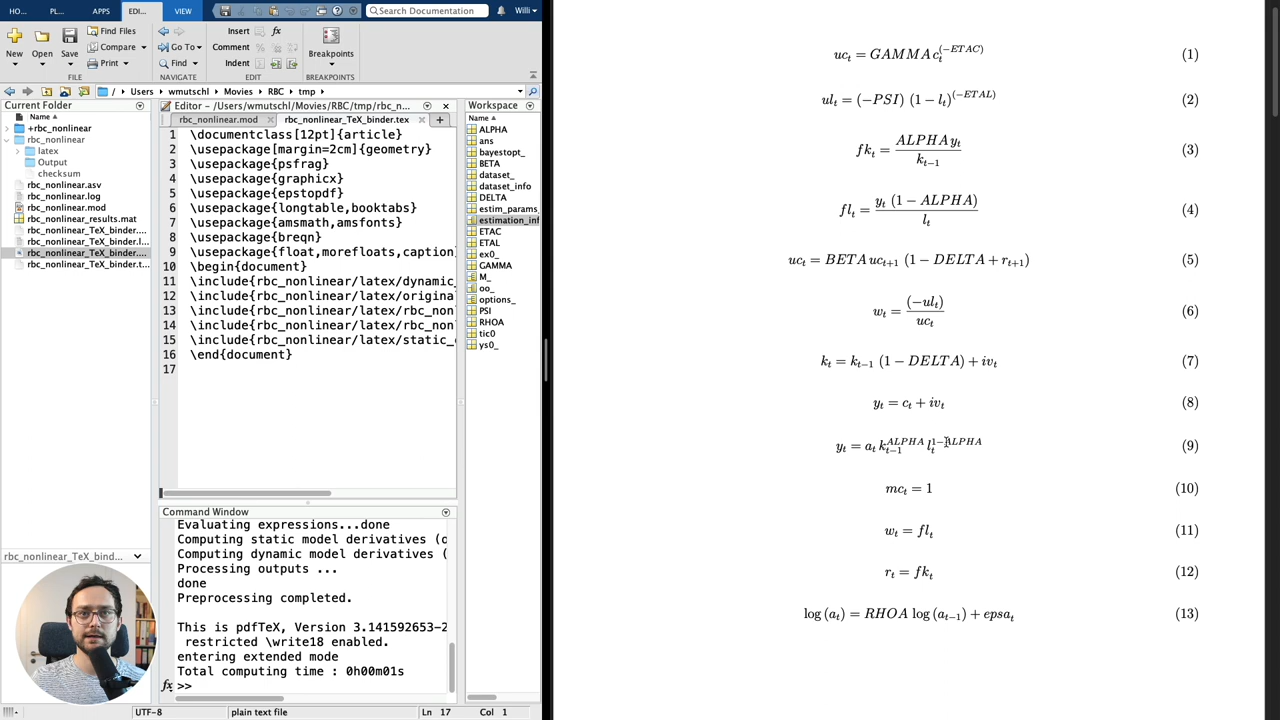 HO... PL... APPS EDI... VIEW Search Documentation Willi
New Open Save Find Files Compare Print Go To Find Insert fx Comment Indent Breakpoints
FILE NAVIGATE EDIT BREAKPOINTS
/ Users wmutschl Movies RBC tmp
Current Folder
Name
+rbc_nonlinear
rbc_nonlinear
latex
Output
checksum
rbc_nonlinear.asv
rbc_nonlinear.log
rbc_nonlinear.mod
rbc_nonlinear_results.mat
rbc_nonlinear_TeX_binder....
rbc_nonlinear_TeX_binder.l...
rbc_nonlinear_TeX_binder....
rbc_nonlinear_TeX_binder.t...
rbc_nonlinear_TeX_bind...
Editor - /Users/wmutschl/Movies/RBC/tmp/rbc_n...
rbc_nonlinear.mod rbc_nonlinear_TeX_binder.tex
1 \documentclass[12pt]{article}
2 \usepackage[margin=2cm]{geometry}
3 \usepackage{psfrag}
4 \usepackage{graphicx}
5 \usepackage{epstopdf}
6 \usepackage{longtable,booktabs}
7 \usepackage{amsmath,amsfonts}
8 \usepackage{breqn}
9 \usepackage{float,morefloats,caption}
10 \begin{document}
11 \include{rbc_nonlinear/latex/dynamic_
12 \include{rbc_nonlinear/latex/origina
13 \include{rbc_nonlinear/latex/rbc_non
14 \include{rbc_nonlinear/latex/rbc_non
15 \include{rbc_nonlinear/latex/static_
16 \end{document}
17
Command Window
Evaluating expressions...done
Computing static model derivatives (o
Computing dynamic model derivatives (
Processing outputs ...
done
Preprocessing completed.
This is pdfTeX, Version 3.141592653-2
restricted \write18 enabled.
entering extended mode
Total computing time : 0h00m01s
fx >>
Workspace
Name
ALPHA
ans
bayestopt_
BETA
dataset_
dataset_info
DELTA
estim_params_
estimation_inf
ETAC
ETAL
ex0_
GAMMA
M_
oo_
options_
PSI
RHOA
tic0
ys0_
UTF-8 plain text file Ln 17 Col 1
uc_t = GAMMA c_t^(−ETAC) (1)
ul_t = (−PSI) (1 − l_t)^(−ETAL) (2)
fk_t = ALPHA y_t / k_{t−1} (3)
fl_t = y_t (1 − ALPHA) / l_t (4)
uc_t = BETA uc_{t+1} (1 − DELTA + r_{t+1}) (5)
w_t = (−ul_t) / uc_t (6)
k_t = k_{t−1} (1 − DELTA) + iv_t (7)
y_t = c_t + iv_t (8)
y_t = a_t k_{t−1}^{ALPHA} l_t^{1−ALPHA} (9)
mc_t = 1 (10)
w_t = fl_t (11)
r_t = fk_t (12)
log (a_t) = RHOA log (a_{t−1}) + epsa_t (13)